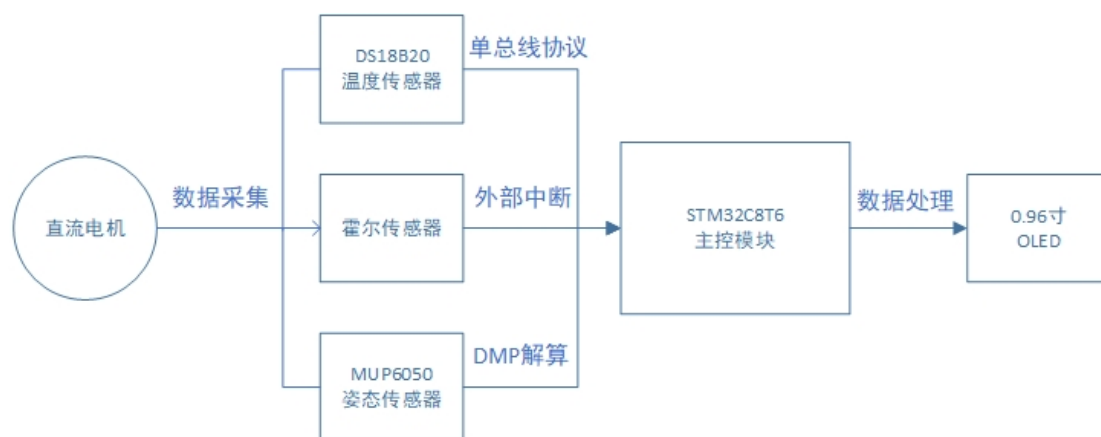 直流电机
数据采集
DS18B20
温度传感器
单总线协议
霍尔传感器
外部中断
MUP6050
姿态传感器
DMP解算
STM32C8T6
主控模块
数据处理
0.96寸
OLED